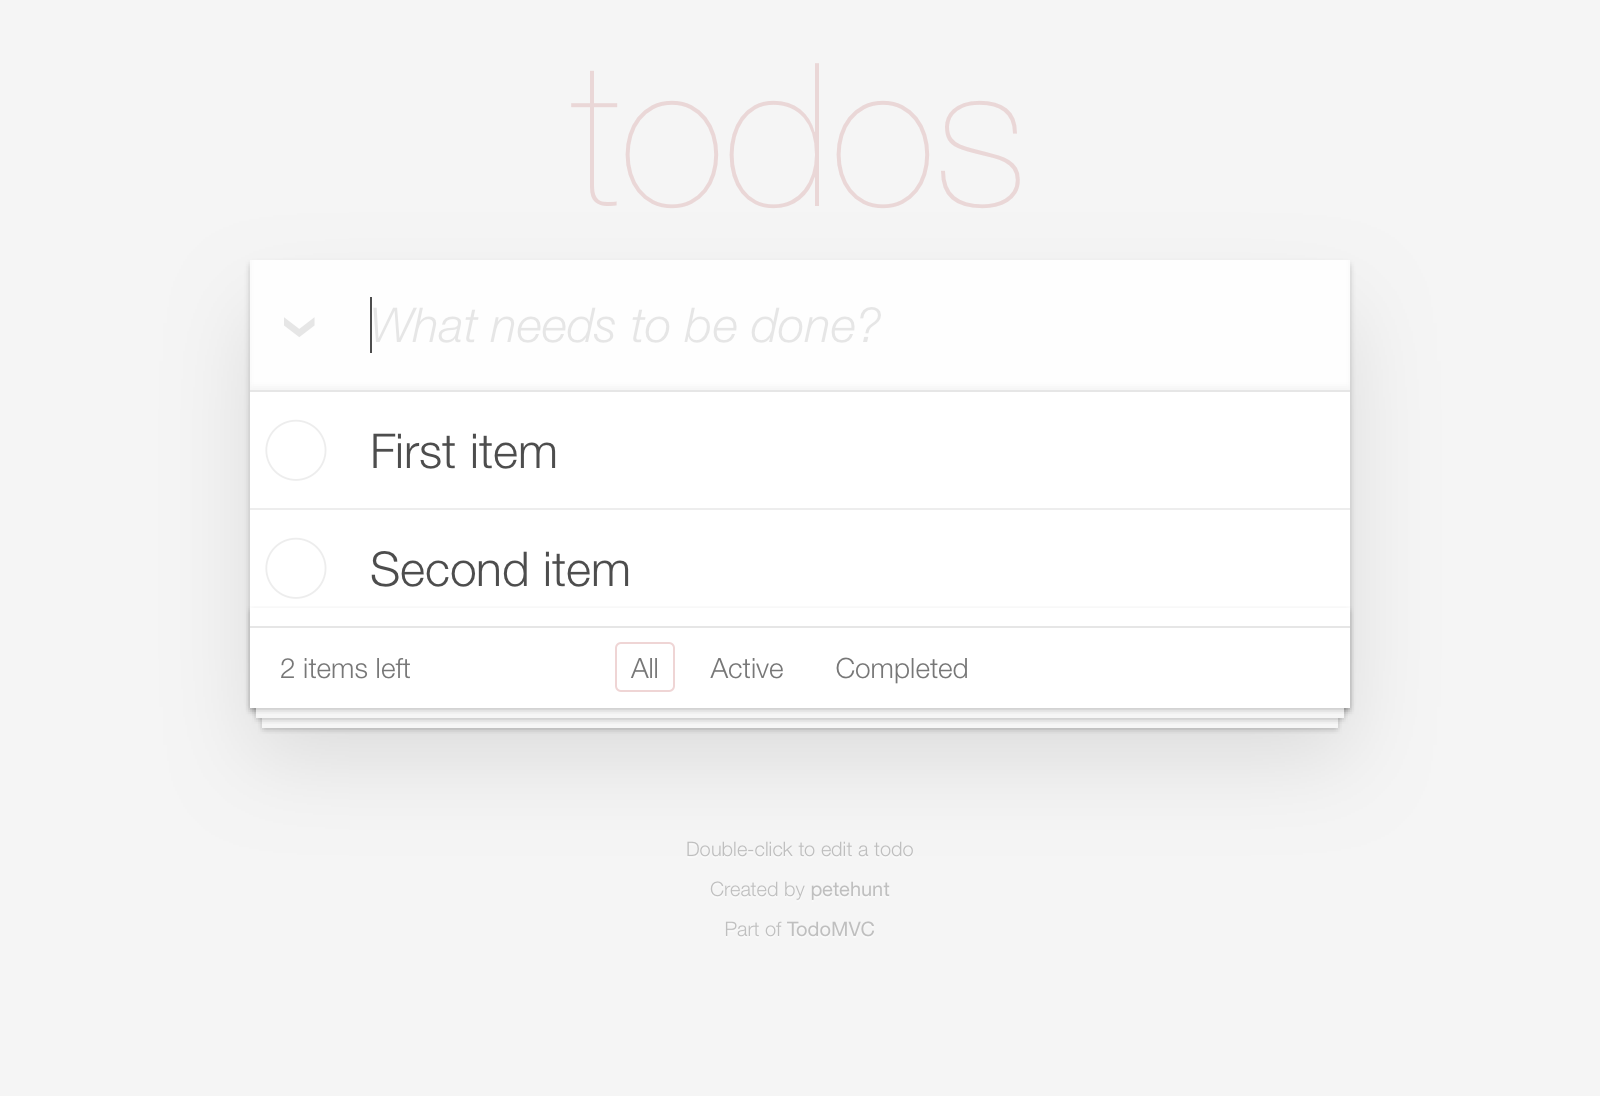 todos
What needs to be done?
First item
Second item
2 items left All Active Completed
Double-click to edit a todo
Created by petehunt
Part of TodoMVC